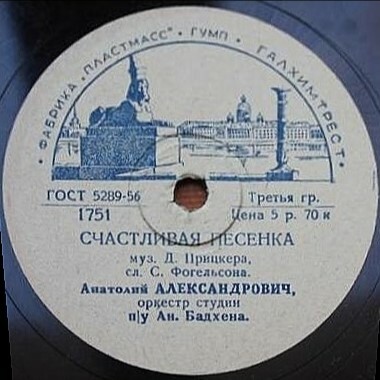 • ФАБРИКА "ПЛАСТМАСС" • ГУМП • ГАЛХИМТРЕСТ •
ГОСТ 5289-56 Третья гр.
1751 Цена 5 р. 70 к
СЧАСТЛИВАЯ ПЕСЕНКА
муз. Д. Прицкера,
сл. С. Фогельсона.
Анатолий АЛЕКСАНДРОВИЧ,
оркестр студии
п/у Ан. Бадхена.